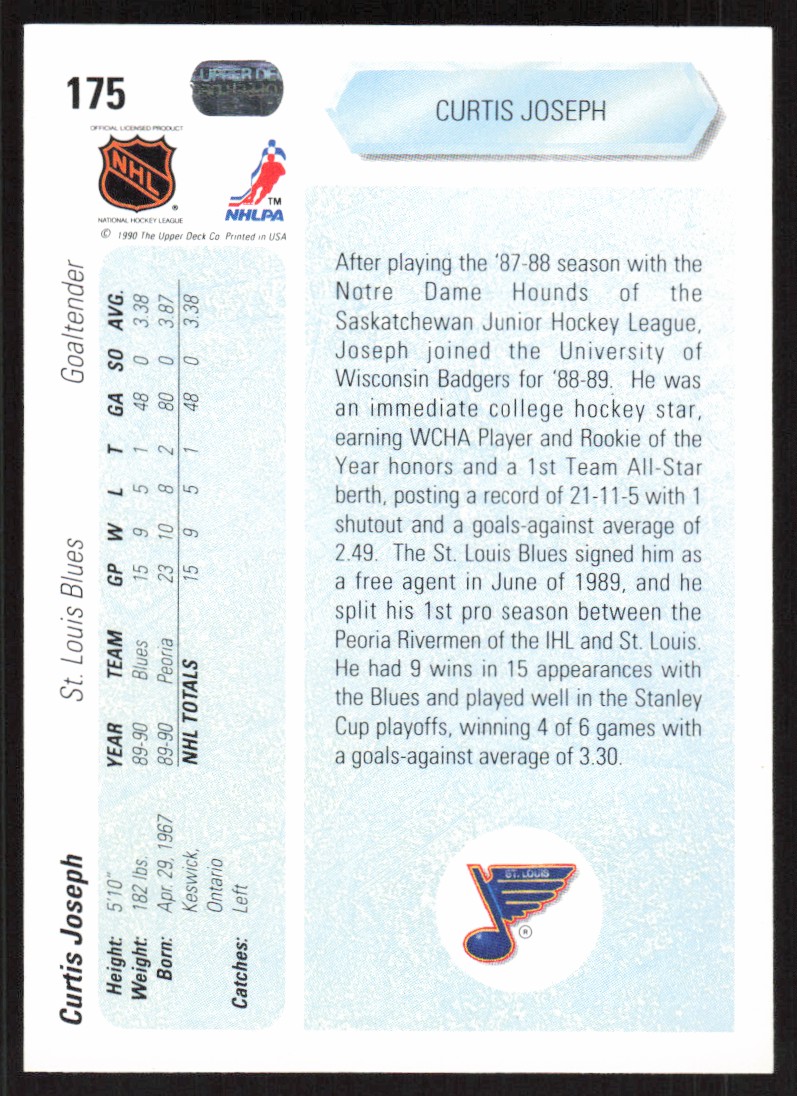 175
UPPER DE
CURTIS JOSEPH
OFFICIAL LICENSED PRODUCT
NHL
®
NATIONAL HOCKEY LEAGUE
TM
NHLPA
© 1990 The Upper Deck Co. Printed in USA
After playing the '87-88 season with the
Notre Dame Hounds of the
Saskatchewan Junior Hockey League,
Joseph joined the University of
Wisconsin Badgers for '88-89. He was
an immediate college hockey star,
earning WCHA Player and Rookie of the
Year honors and a 1st Team All-Star
berth, posting a record of 21-11-5 with 1
shutout and a goals-against average of
2.49. The St. Louis Blues signed him as
a free agent in June of 1989, and he
split his 1st pro season between the
Peoria Rivermen of the IHL and St. Louis.
He had 9 wins in 15 appearances with
the Blues and played well in the Stanley
Cup playoffs, winning 4 of 6 games with
a goals-against average of 3.30.
ST. LOUIS
®
Curtis Joseph St. Louis Blues Goaltender
Height: 5'10"
Weight: 182 lbs.
Born: Apr. 29, 1967
Keswick,
Ontario
Catches: Left
YEAR TEAM GP W L T GA SO AVG.
89-90 Blues 15 9 5 1 48 0 3.38
89-90 Peoria 23 10 8 2 80 0 3.87
NHL TOTALS 15 9 5 1 48 0 3.38